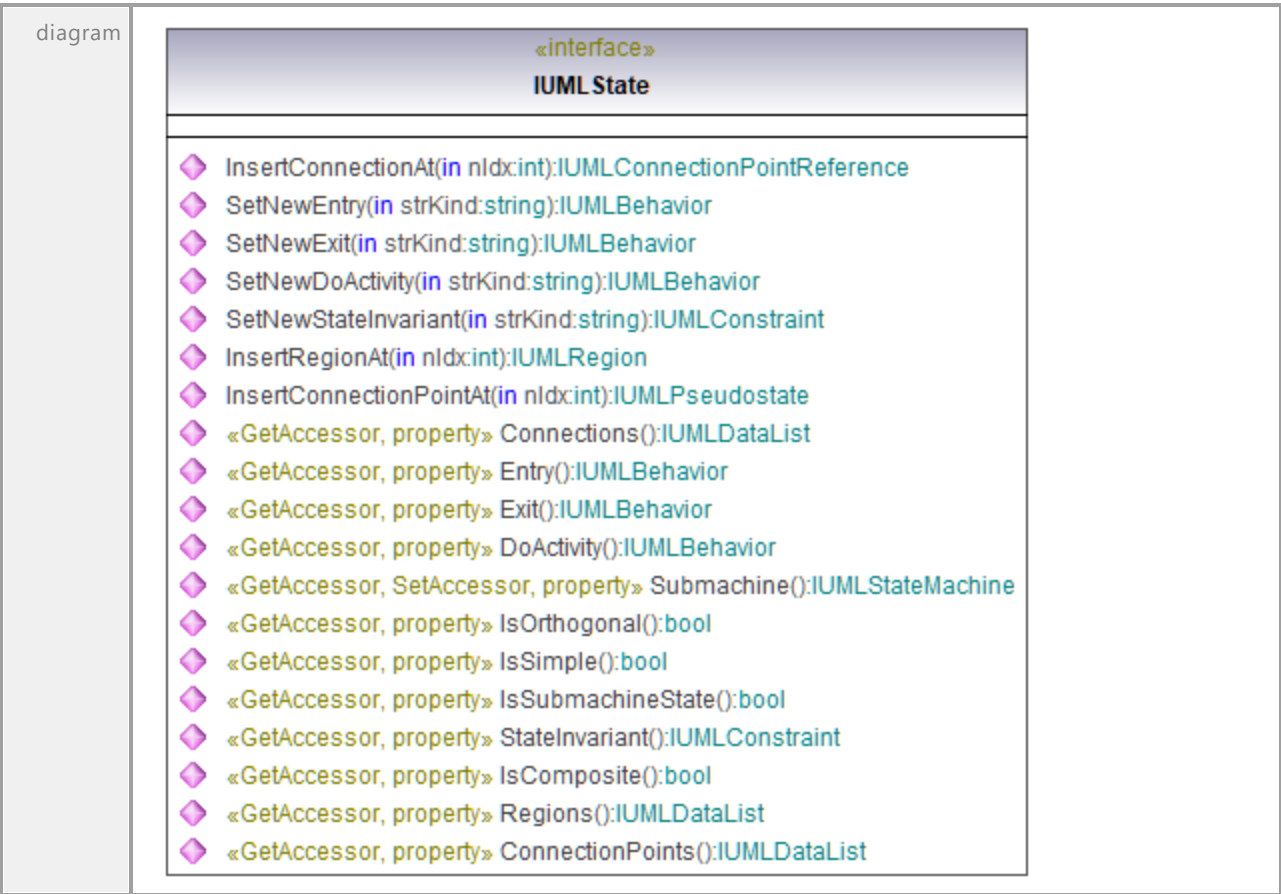 diagram
«interface»
IUMLState
InsertConnectionAt(in nIdx:int):IUMLConnectionPointReference
SetNewEntry(in strKind:string):IUMLBehavior
SetNewExit(in strKind:string):IUMLBehavior
SetNewDoActivity(in strKind:string):IUMLBehavior
SetNewStateInvariant(in strKind:string):IUMLConstraint
InsertRegionAt(in nIdx:int):IUMLRegion
InsertConnectionPointAt(in nIdx:int):IUMLPseudostate
«GetAccessor, property» Connections():IUMLDataList
«GetAccessor, property» Entry():IUMLBehavior
«GetAccessor, property» Exit():IUMLBehavior
«GetAccessor, property» DoActivity():IUMLBehavior
«GetAccessor, SetAccessor, property» Submachine():IUMLStateMachine
«GetAccessor, property» IsOrthogonal():bool
«GetAccessor, property» IsSimple():bool
«GetAccessor, property» IsSubmachineState():bool
«GetAccessor, property» StateInvariant():IUMLConstraint
«GetAccessor, property» IsComposite():bool
«GetAccessor, property» Regions():IUMLDataList
«GetAccessor, property» ConnectionPoints():IUMLDataList